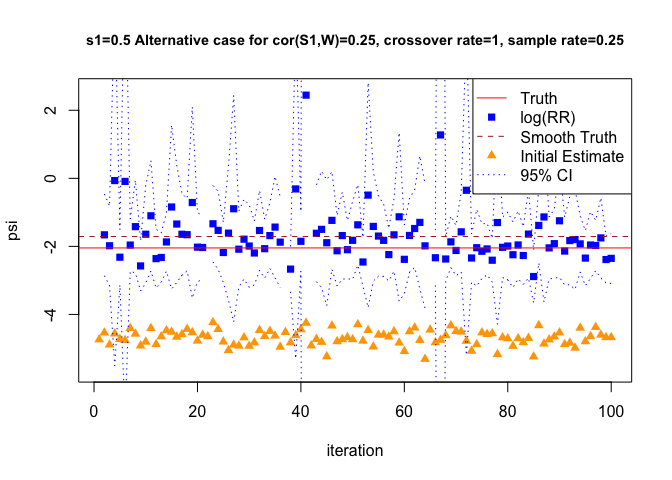 s1=0.5 Alternative case for cor(S1,W)=0.25, crossover rate=1, sample rate=0.25
Truth
log(RR)
Smooth Truth
Initial Estimate
95% CI
psi
2
0
-2
-4
0 20 40 60 80 100
iteration